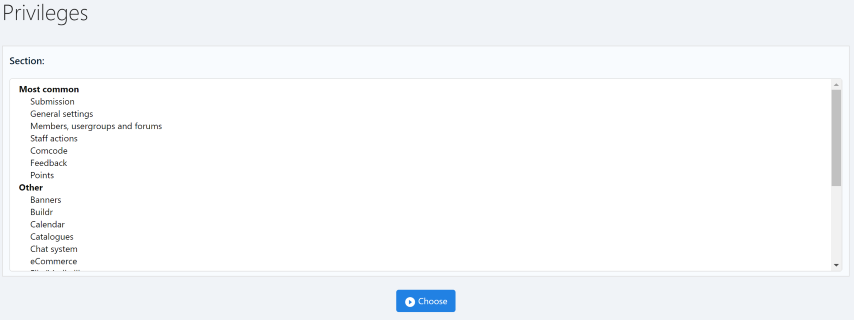 Privileges
Section:
Most common
Submission
General settings
Members, usergroups and forums
Staff actions
Comcode
Feedback
Points
Other
Banners
Buildr
Calendar
Catalogues
Chat system
eCommerce
Choose